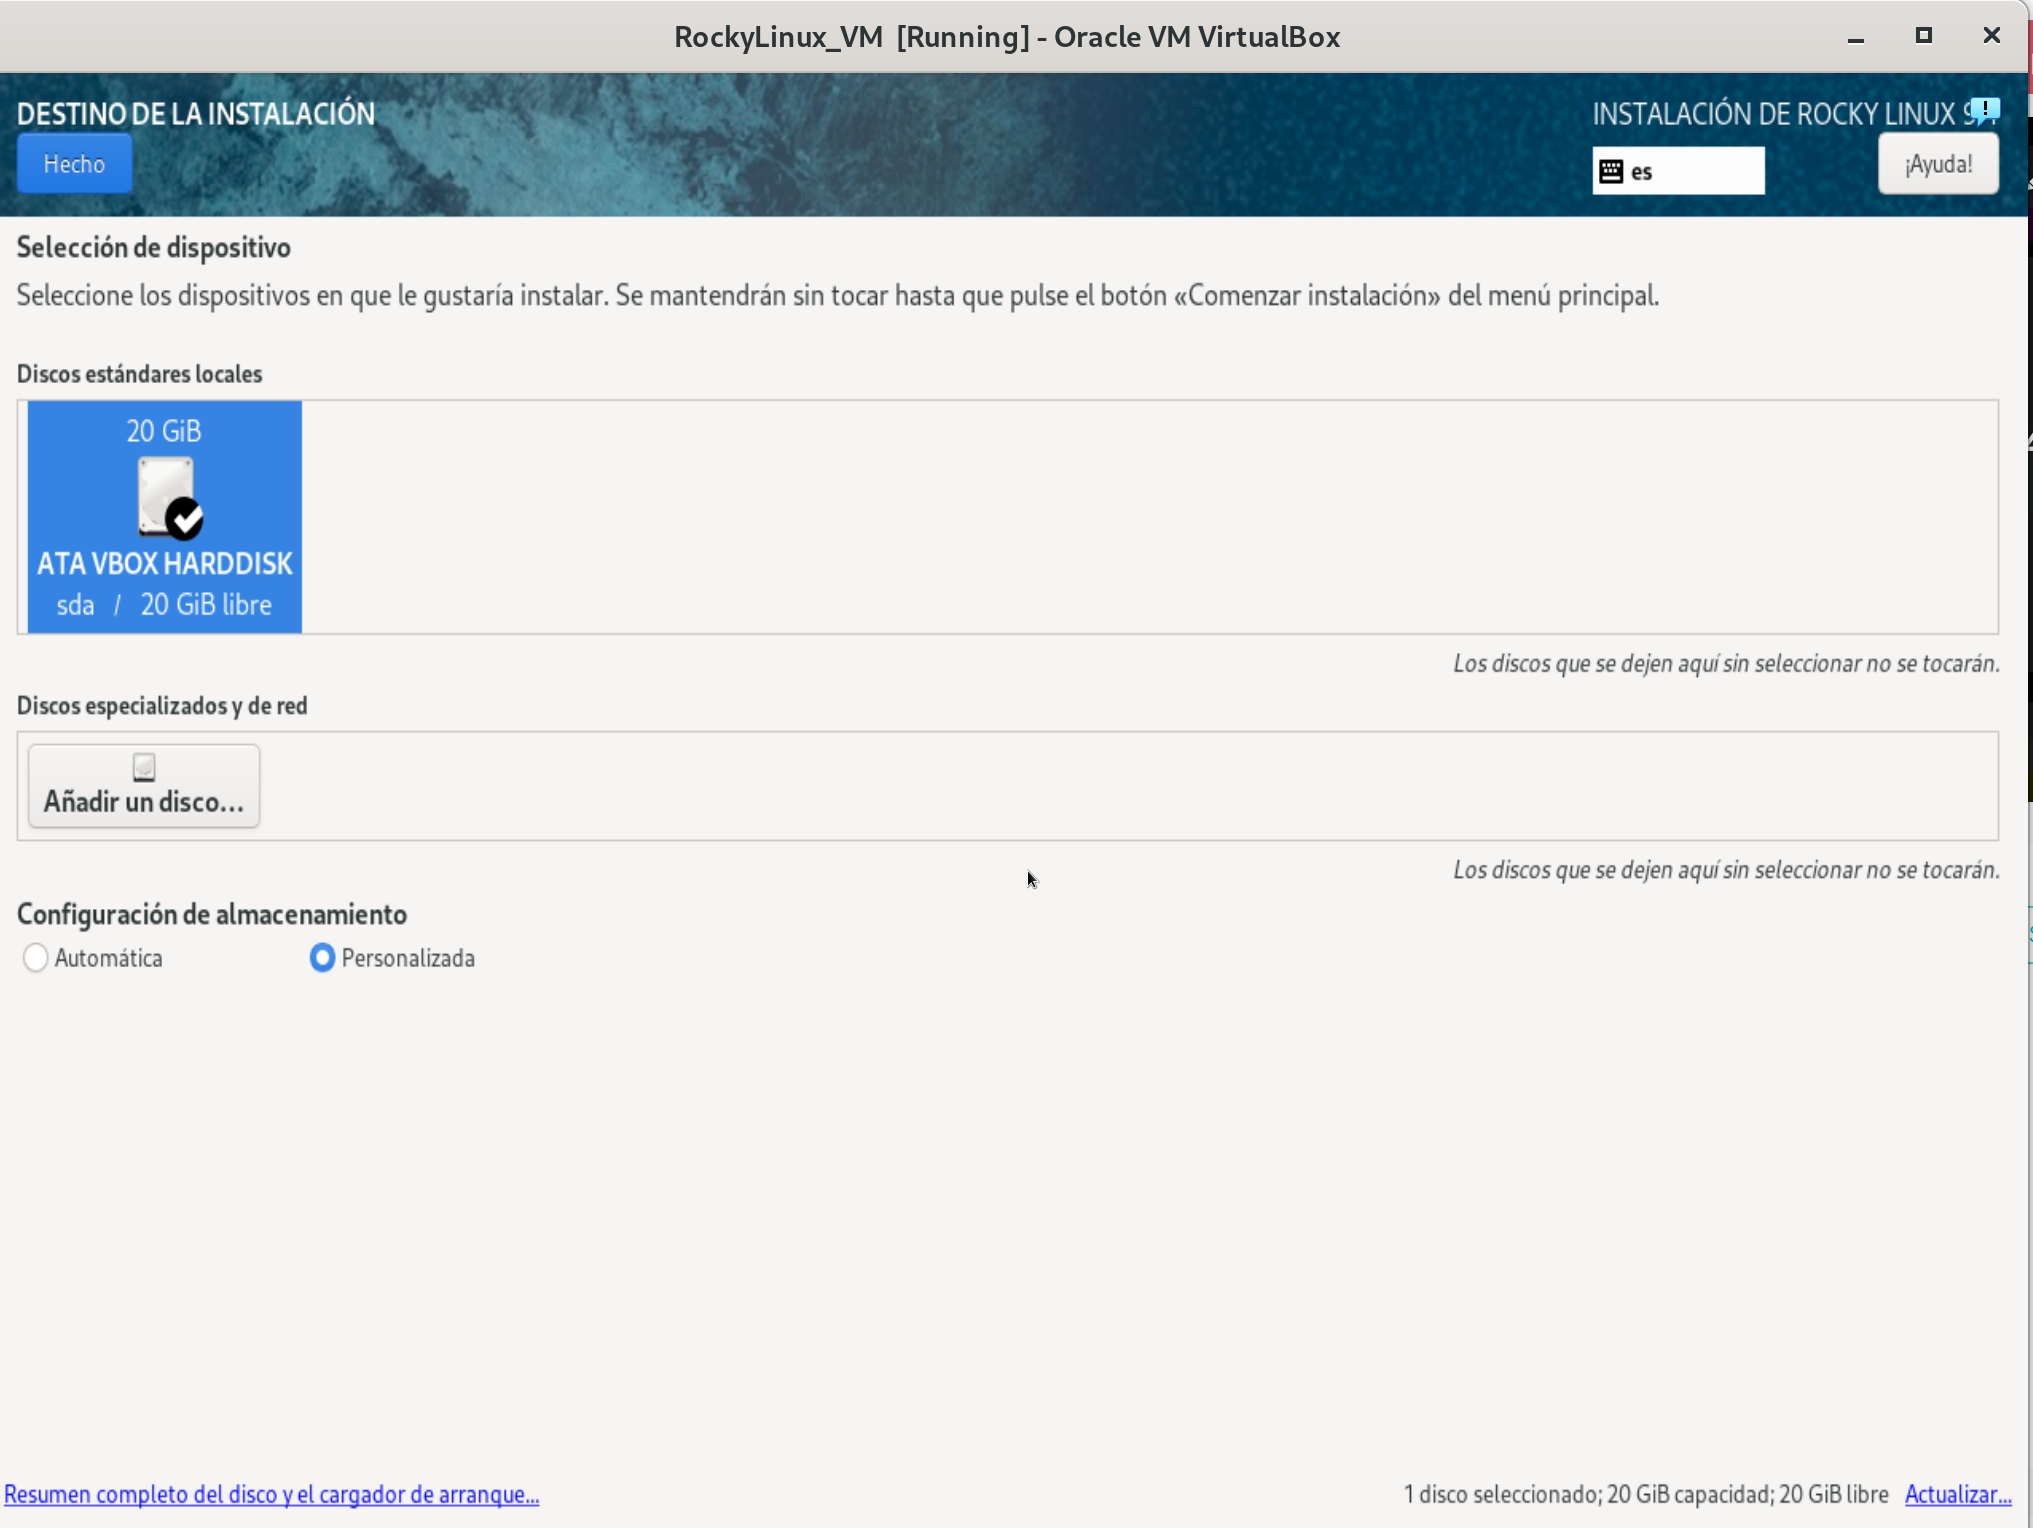 RockyLinux_VM [Running] - Oracle VM VirtualBox
DESTINO DE LA INSTALACIÓN
INSTALACIÓN DE ROCKY LINUX
Hecho
es
¡Ayuda!
Selección de dispositivo
Seleccione los dispositivos en que le gustaría instalar. Se mantendrán sin tocar hasta que pulse el botón «Comenzar instalación» del menú principal.
Discos estándares locales
20 GiB
ATA VBOX HARDDISK
sda / 20 GiB libre
Los discos que se dejen aquí sin seleccionar no se tocarán.
Discos especializados y de red
Añadir un disco...
Los discos que se dejen aquí sin seleccionar no se tocarán.
Configuración de almacenamiento
Automática
Personalizada
Resumen completo del disco y el cargador de arranque...
1 disco seleccionado; 20 GiB capacidad; 20 GiB libre
Actualizar...